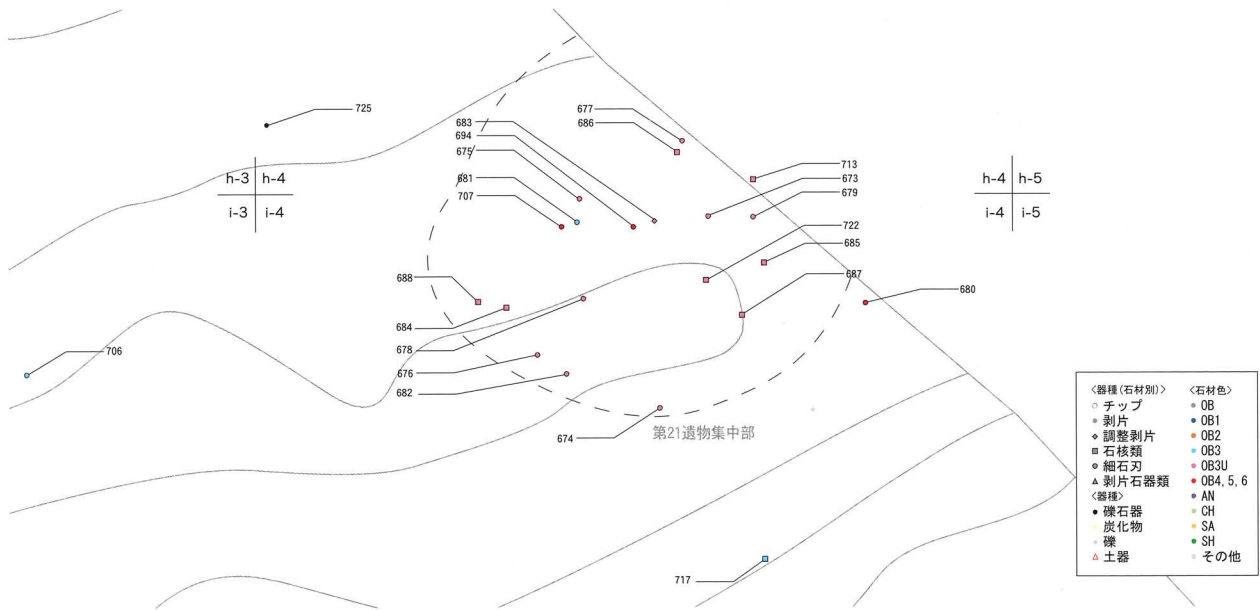 725
677
686
683
694
675
681
707
713
673
679
h-3 h-4
i-3 i-4
h-4 h-5
i-4 i-5
722
685
687
680
688
684
678
676
682
706
674
第21遺物集中部
717
〈器種(石材別)〉
チップ
剥片
調整剥片
石核類
細石刃
剥片石器類
〈器種〉
礫石器
炭化物
礫
土器
〈石材色〉
OB
OB1
OB2
OB3
OB3U
OB4,5,6
AN
CH
SA
SH
その他